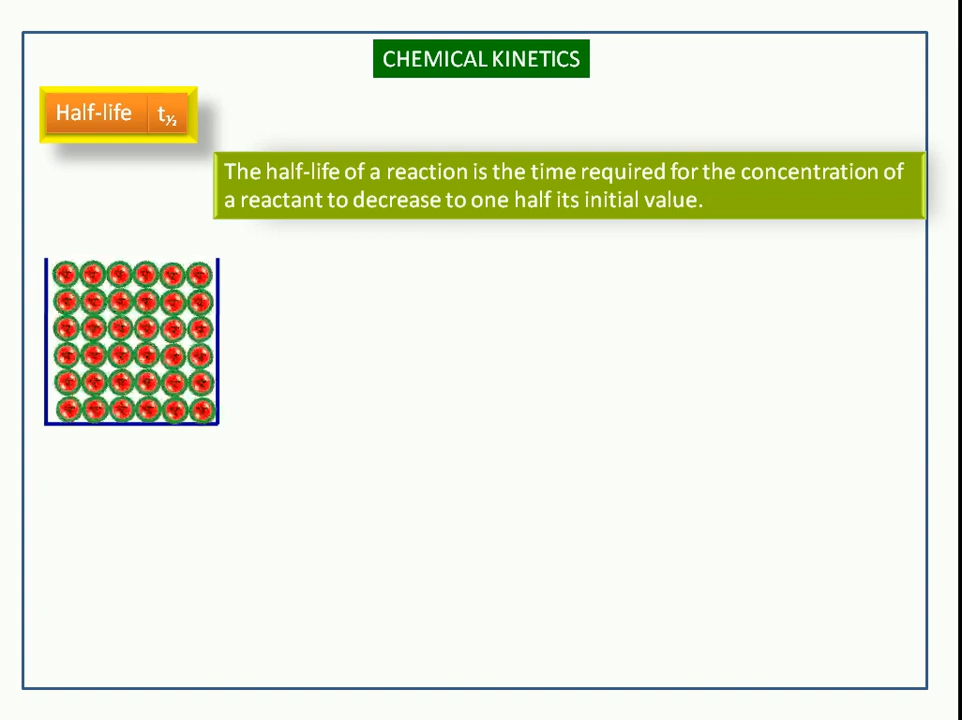 CHEMICAL KINETICS
Half-life t½
The half-life of a reaction is the time required for the concentration of
a reactant to decrease to one half its initial value.